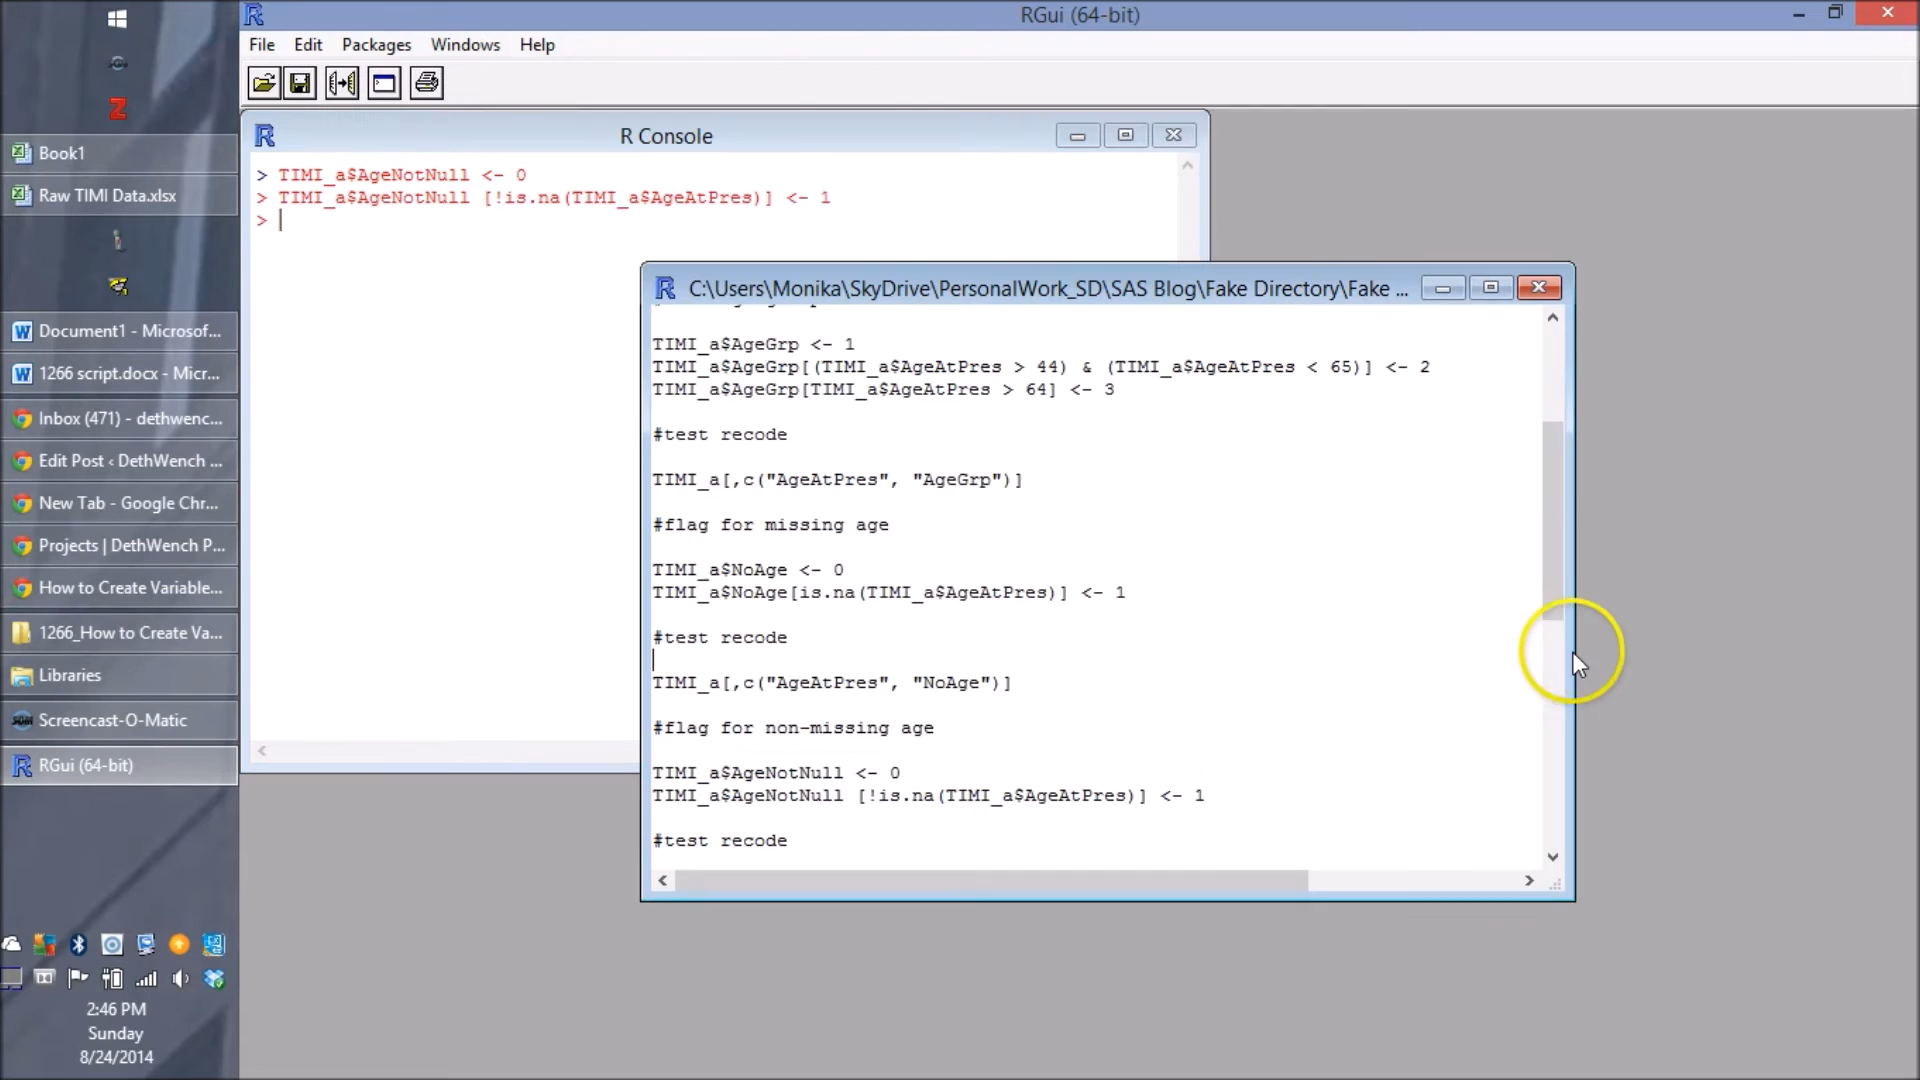 RGui (64-bit)
File Edit Packages Windows Help
R Console
> TIMI_a$AgeNotNull <- 0
> TIMI_a$AgeNotNull [!is.na(TIMI_a$AgeAtPres)] <- 1
>
C:\Users\Monika\SkyDrive\PersonalWork_SD\SAS Blog\Fake Directory\Fake ...
TIMI_a$AgeGrp <- 1
TIMI_a$AgeGrp[(TIMI_a$AgeAtPres > 44) & (TIMI_a$AgeAtPres < 65)] <- 2
TIMI_a$AgeGrp[TIMI_a$AgeAtPres > 64] <- 3
#test recode
TIMI_a[,c("AgeAtPres", "AgeGrp")]
#flag for missing age
TIMI_a$NoAge <- 0
TIMI_a$NoAge[is.na(TIMI_a$AgeAtPres)] <- 1
#test recode
TIMI_a[,c("AgeAtPres", "NoAge")]
#flag for non-missing age
TIMI_a$AgeNotNull <- 0
TIMI_a$AgeNotNull [!is.na(TIMI_a$AgeAtPres)] <- 1
#test recode
Book1
Raw TIMI Data.xlsx
Document1 - Microsof...
1266 script.docx - Micr...
Inbox (471) - dethwenc...
Edit Post ‹ DethWench ...
New Tab - Google Chr...
Projects | DethWench P...
How to Create Variable...
1266_How to Create Va...
Libraries
Screencast-O-Matic
RGui (64-bit)
2:46 PM
Sunday
8/24/2014